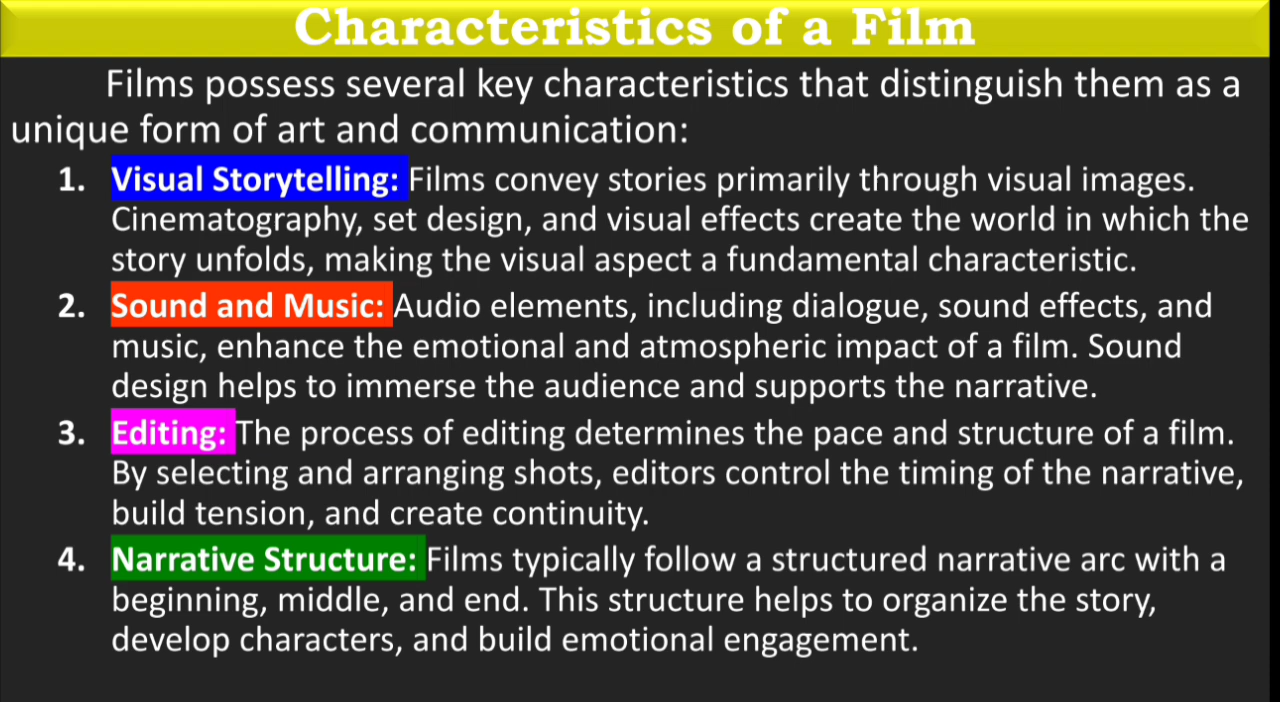 Characteristics of a Film
Films possess several key characteristics that distinguish them as a
unique form of art and communication:
1. Visual Storytelling: Films convey stories primarily through visual images.
Cinematography, set design, and visual effects create the world in which the
story unfolds, making the visual aspect a fundamental characteristic.
2. Sound and Music: Audio elements, including dialogue, sound effects, and
music, enhance the emotional and atmospheric impact of a film. Sound
design helps to immerse the audience and supports the narrative.
3. Editing: The process of editing determines the pace and structure of a film.
By selecting and arranging shots, editors control the timing of the narrative,
build tension, and create continuity.
4. Narrative Structure: Films typically follow a structured narrative arc with a
beginning, middle, and end. This structure helps to organize the story,
develop characters, and build emotional engagement.